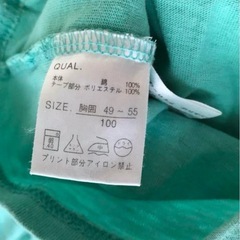 QUAL.
本体 綿 100%
テープ部分 ポリエステル 100%
SIZE. 胸囲 49－55
100
プリント部分アイロン禁止